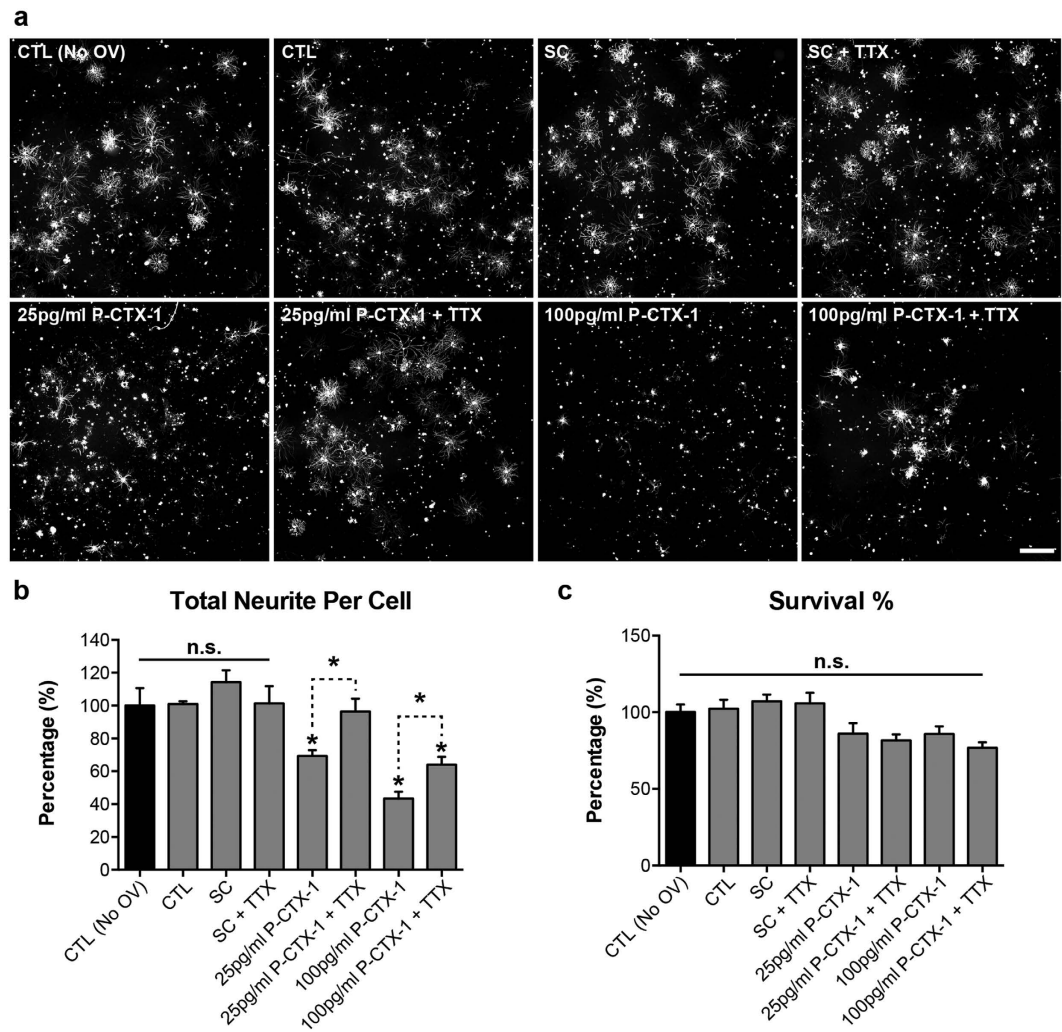 a
CTL (No OV)
CTL
SC
SC + TTX
25pg/ml P-CTX-1
25pg/ml P-CTX-1 + TTX
100pg/ml P-CTX-1
100pg/ml P-CTX-1 + TTX
b
Total Neurite Per Cell
Percentage (%)
140
120
100
80
60
40
20
0
n.s.
*
*
*
*
*
CTL (No OV)
CTL
SC
SC + TTX
25pg/ml P-CTX-1
25pg/ml P-CTX-1 + TTX
100pg/ml P-CTX-1
100pg/ml P-CTX-1 + TTX
c
Survival %
Percentage (%)
150
100
50
0
n.s.
CTL (No OV)
CTL
SC
SC + TTX
25pg/ml P-CTX-1
25pg/ml P-CTX-1 + TTX
100pg/ml P-CTX-1
100pg/ml P-CTX-1 + TTX